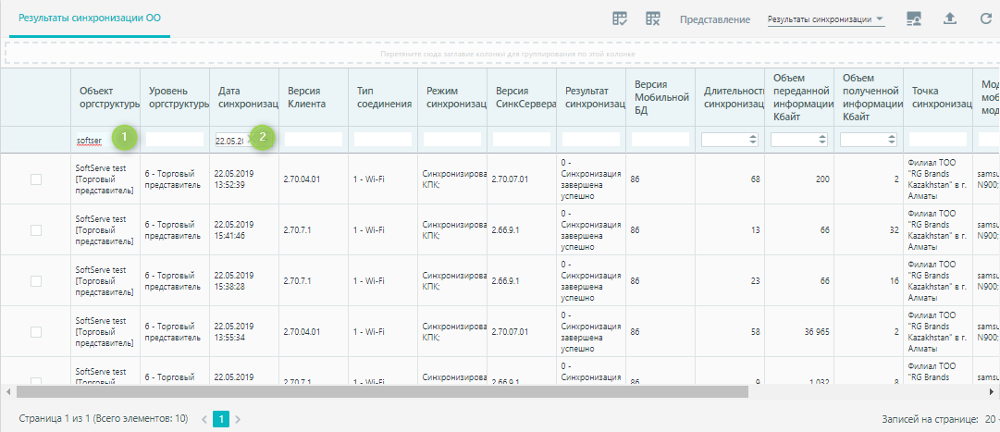 Результаты синхронизации ОО
Представление
Результаты синхронизации
Перетяните сюда заглавие колонки для группирования по этой колонке
Объект
оргструктуры
Уровень
оргструктуры
Дата
синхронизац
Версия
Клиента
Тип
соединения
Режим
синхронизац
Версия
СинкСервера
Результат
синхронизац
Версия
Мобильной
БД
Длительност
синхронизац
Объем
переданной
информации
Кбайт
Объем
полученной
информации
Кбайт
Точка
синхронизац
Мод
моб
мод
softser
1
22.05.2
2
SoftServe test
[Торговый
представитель]
6 - Торговый
представитель
22.05.2019
13:52:39
2.70.04.01
1 - Wi-Fi
Синхронизирова
КПК;
2.70.07.01
0 -
Синхронизация
завершена
успешно
86
68
200
2
Филиал ТОО
"RG Brands
Kazakhstan" в г.
Алматы
samsu
N900;
SoftServe test
[Торговый
представитель]
6 - Торговый
представитель
22.05.2019
15:41:46
2.70.7.1
1 - Wi-Fi
Синхронизирова
КПК;
2.66.9.1
0 -
Синхронизация
завершена
успешно
86
13
66
32
Филиал ТОО
"RG Brands
Kazakhstan" в г.
Алматы
samsu
N900;
SoftServe test
[Торговый
представитель]
6 - Торговый
представитель
22.05.2019
15:38:28
2.70.7.1
1 - Wi-Fi
Синхронизирова
КПК;
2.66.9.1
0 -
Синхронизация
завершена
успешно
86
23
66
16
Филиал ТОО
"RG Brands
Kazakhstan" в г.
Алматы
samsu
N900;
SoftServe test
[Торговый
представитель]
6 - Торговый
представитель
22.05.2019
13:55:34
2.70.04.01
1 - Wi-Fi
Синхронизирова
КПК;
2.70.07.01
0 -
Синхронизация
завершена
успешно
86
58
36 965
2
Филиал ТОО
"RG Brands
Kazakhstan" в г.
Алматы
samsu
N900;
SoftServe test
[Торговый
6 - Торговый
22.05.2019
2.70.7.1
1 - Wi-Fi
Синхронизирова
2.66.9.1
0 -
Синхронизация
86
9
1 032
8
Филиал ТОО
"RG Brands
samsu
Страница 1 из 1 (Всего элементов: 10)
1
Записей на странице: 20